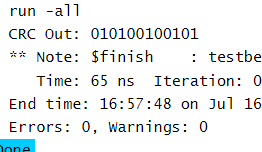 run -all
CRC Out: 010100100101
** Note: $finish : testbe
Time: 65 ns Iteration: 0
End time: 16:57:48 on Jul 16
Errors: 0, Warnings: 0
Done